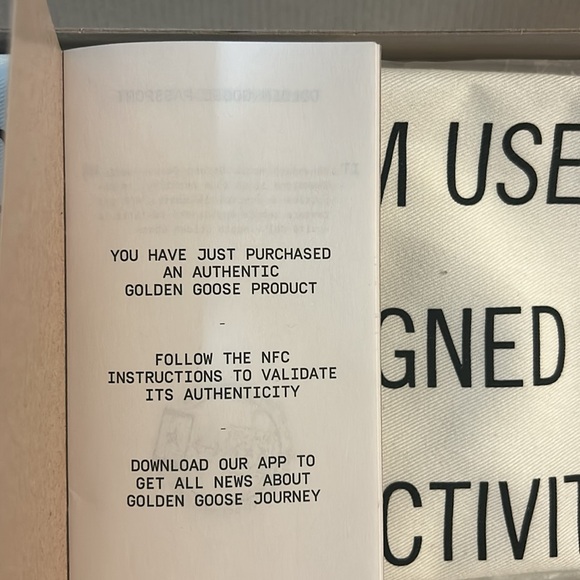 YOU HAVE JUST PURCHASED
AN AUTHENTIC
GOLDEN GOOSE PRODUCT
-
FOLLOW THE NFC
INSTRUCTIONS TO VALIDATE
ITS AUTHENTICITY
-
DOWNLOAD OUR APP TO
GET ALL NEWS ABOUT
GOLDEN GOOSE JOURNEY
M USE
GNED
CTIVIT